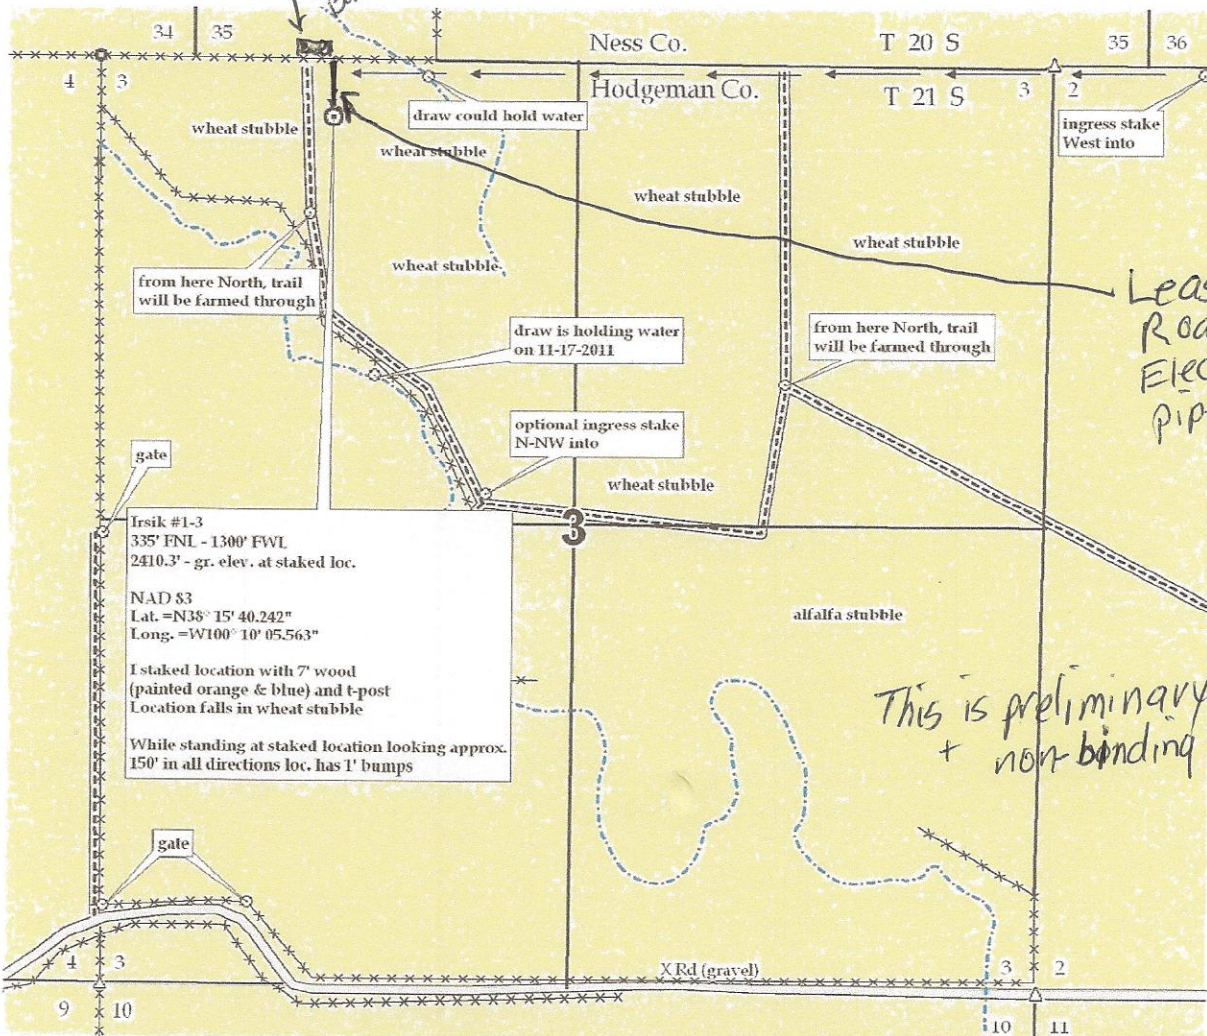 34 35
Ness Co.
T 20 S
35 36
4 3
Hodgeman Co.
T 21 S
3 2
draw could hold water
ingress stake
West into
wheat stubble
wheat stubble
wheat stubble
wheat stubble
wheat stubble
from here North, trail
will be farmed through
draw is holding water
on 11-17-2011
from here North, trail
will be farmed through
optional ingress stake
N-NW into
gate
wheat stubble
3
Irsik #1-3
335' FNL - 1300' FWL
2410.3' - gr. elev. at staked loc.
NAD 83
Lat. =N38° 15' 40.242"
Long. =W100° 10' 05.563"
I staked location with 7' wood
(painted orange & blue) and t-post
Location falls in wheat stubble
While standing at staked location looking approx.
150' in all directions loc. has 1' bumps
alfalfa stubble
This is preliminary
+ non-binding
gate
X Rd (gravel)
4 3
3 2
9 10
10 11